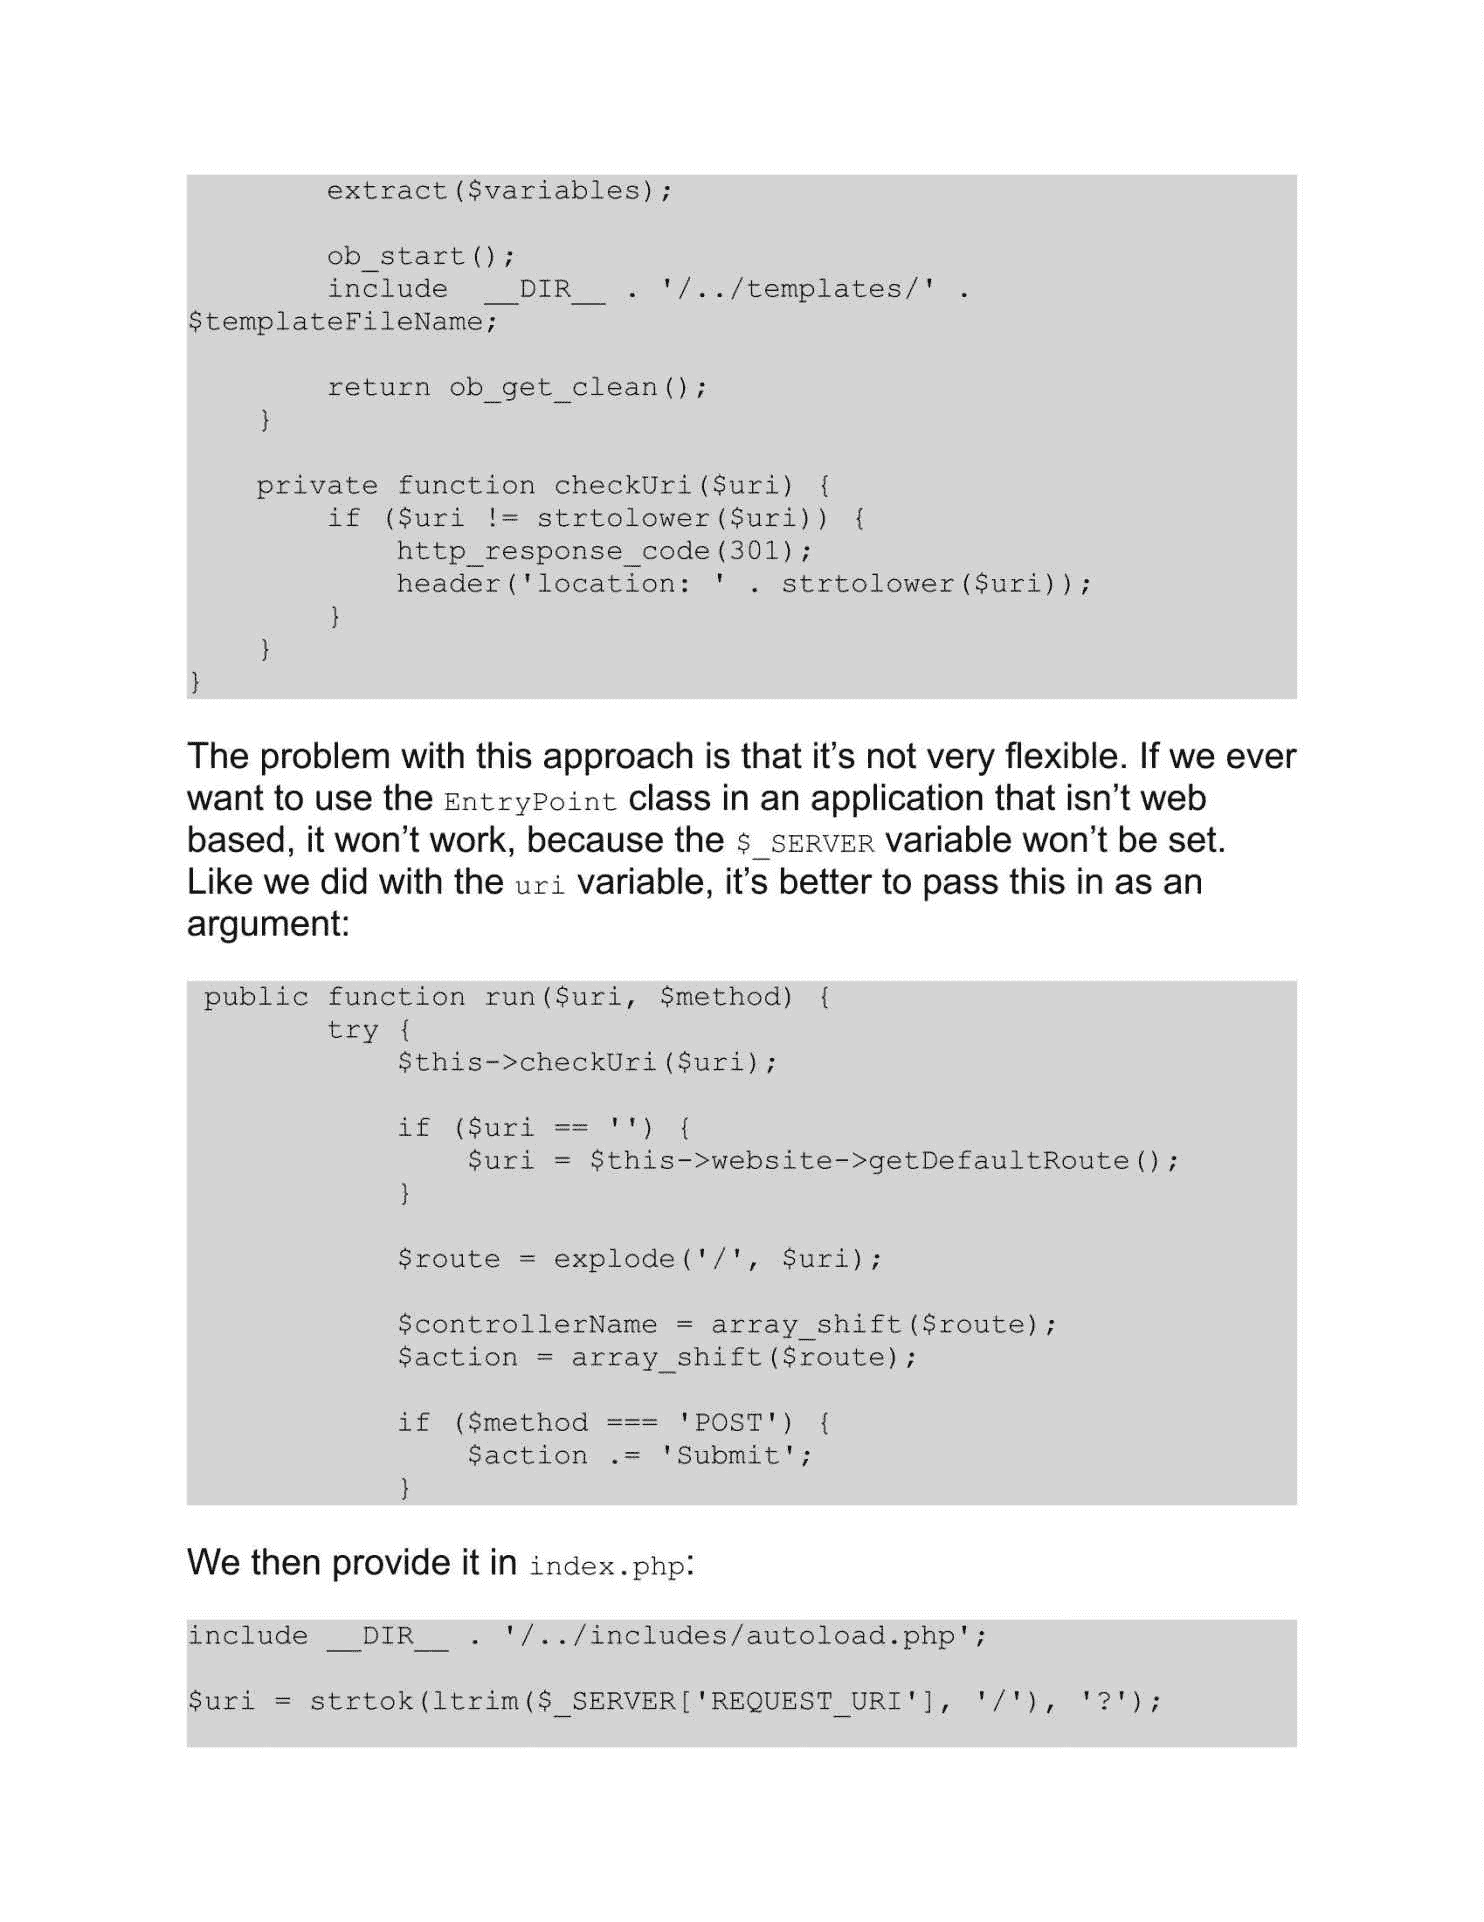 extract($variables);
ob_start();
include __DIR__ . '/../templates/' .
$templateFileName;
return ob_get_clean();
}
private function checkUri($uri) {
if ($uri != strtolower($uri)) {
http_response_code(301);
header('location: ' . strtolower($uri));
}
}
}
The problem with this approach is that it’s not very flexible. If we ever
want to use the EntryPoint class in an application that isn’t web
based, it won’t work, because the $_SERVER variable won’t be set.
Like we did with the uri variable, it’s better to pass this in as an
argument:
public function run($uri, $method) {
try {
$this->checkUri($uri);
if ($uri == '') {
$uri = $this->website->getDefaultRoute();
}
$route = explode('/', $uri);
$controllerName = array_shift($route);
$action = array_shift($route);
if ($method === 'POST') {
$action .= 'Submit';
}
We then provide it in index.php:
include __DIR__ . '/../includes/autoload.php';
$uri = strtok(ltrim($_SERVER['REQUEST_URI'], '/'), '?');